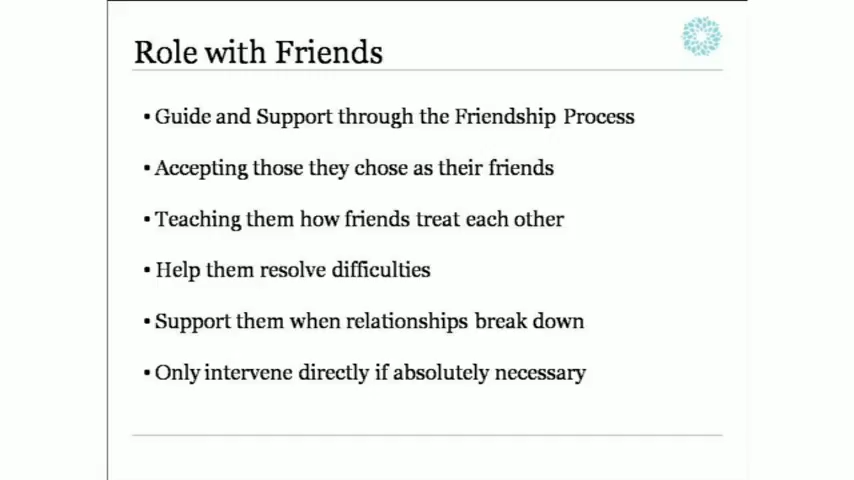 Role with Friends
▪ Guide and Support through the Friendship Process
▪ Accepting those they chose as their friends
▪ Teaching them how friends treat each other
▪ Help them resolve difficulties
▪ Support them when relationships break down
▪ Only intervene directly if absolutely necessary